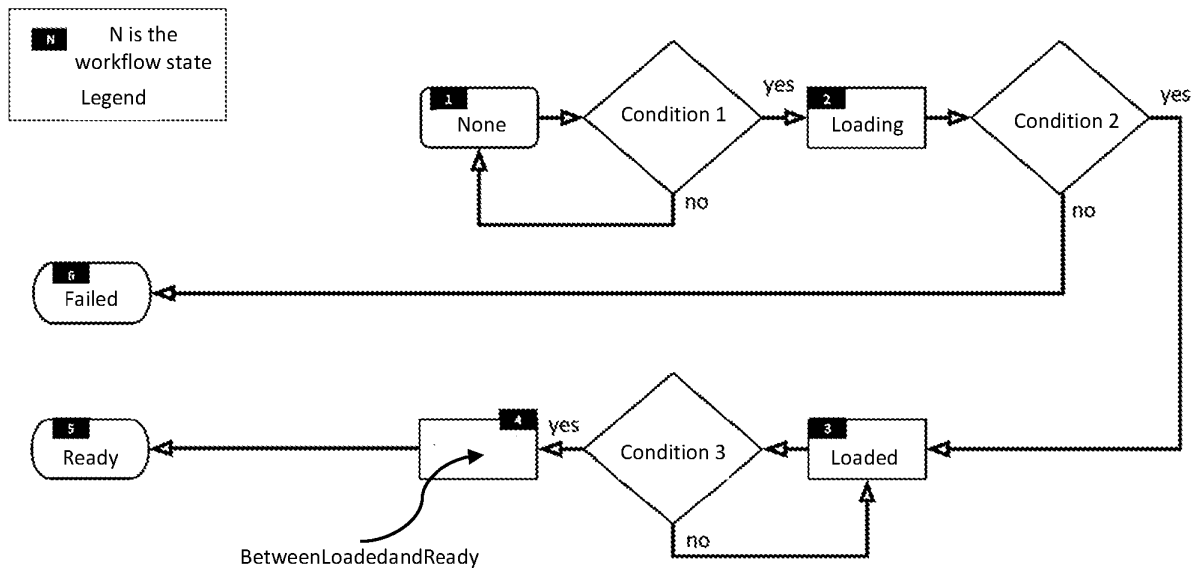 N
N is the
workflow state
Legend
1
None
Condition 1
yes
2
Loading
Condition 2
yes
no
no
6
Failed
5
Ready
4
yes
Condition 3
3
Loaded
no
BetweenLoadedandReady